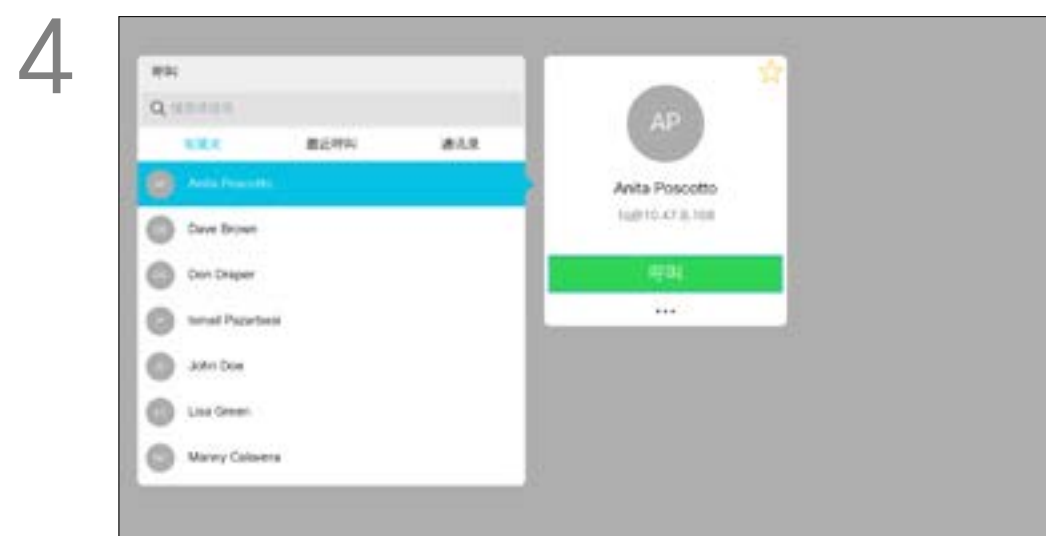 4
呼叫
收藏夹
最近呼叫
通讯录
Anita Poscotto
Dave Brown
Don Draper
John Doe
Lisa Green
Manny Calavera
AP
Anita Poscotto
呼叫
...